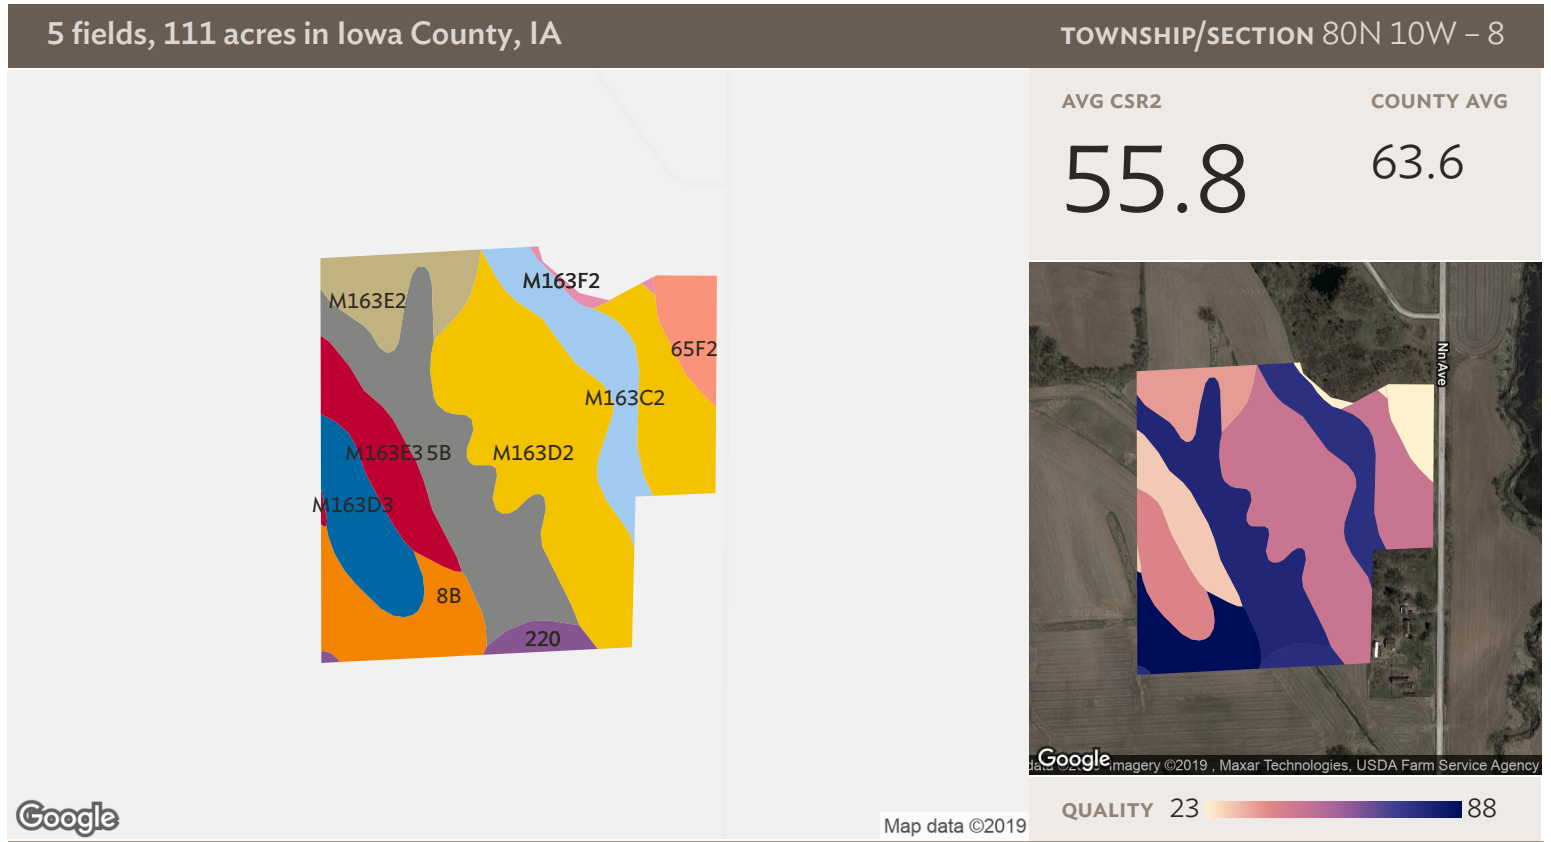 5 fields, 111 acres in Iowa County, IA
TOWNSHIP/SECTION 80N 10W – 8
AVG CSR2
COUNTY AVG
55.8
63.6
M163F2
M163E2
65F2
M163C2
M163E3 5B
M163D2
M163D3
8B
220
Google
Map data ©2019
Nn Ave
Google
Imagery ©2019 , Maxar Technologies, USDA Farm Service Agency
QUALITY 23
88